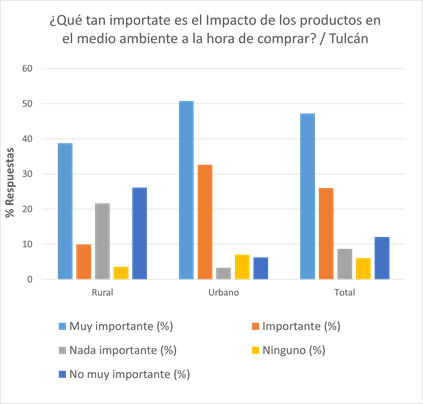 ¿Qué tan importate es el Impacto de los productos en
el medio ambiente a la hora de comprar? / Tulcán
60
50
40
30
20
10
0
% Respuestas
Rural Urbano Total
Muy importante (%) Importante (%)
Nada importante (%) Ninguno (%)
No muy importante (%)